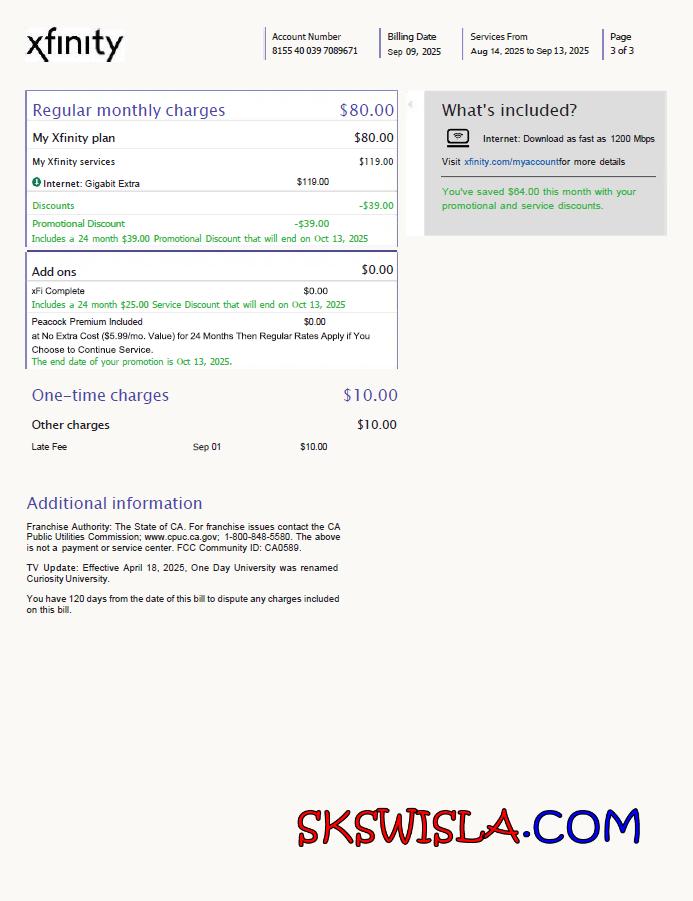 xfinity
Account Number
8155 40 039 7089671
Billing Date
Sep 09, 2025
Services From
Aug 14, 2025 to Sep 13, 2025
Page
3 of 3
Regular monthly charges $80.00
My Xfinity plan $80.00
My Xfinity services $119.00
Internet: Gigabit Extra $119.00
Discounts -$39.00
Promotional Discount -$39.00
Includes a 24 month $39.00 Promotional Discount that will end on Oct 13, 2025
Add ons $0.00
xFi Complete $0.00
Includes a 24 month $25.00 Service Discount that will end on Oct 13, 2025
Peacock Premium Included $0.00
at No Extra Cost ($5.99/mo. Value) for 24 Months Then Regular Rates Apply if You
Choose to Continue Service.
The end date of your promotion is Oct 13, 2025.
One-time charges $10.00
Other charges $10.00
Late Fee Sep 01 $10.00
What's included?
Internet: Download as fast as 1200 Mbps
Visit xfinity.com/myaccountfor more details
You've saved $64.00 this month with your
promotional and service discounts.
Additional information
Franchise Authority: The State of CA. For franchise issues contact the CA
Public Utilities Commission; www.cpuc.ca.gov; 1-800-848-5580. The above
is not a payment or service center. FCC Community ID: CA0589.
TV Update: Effective April 18, 2025, One Day University was renamed
Curiosity University.
You have 120 days from the date of this bill to dispute any charges included
on this bill.
SKSWISLA.COM